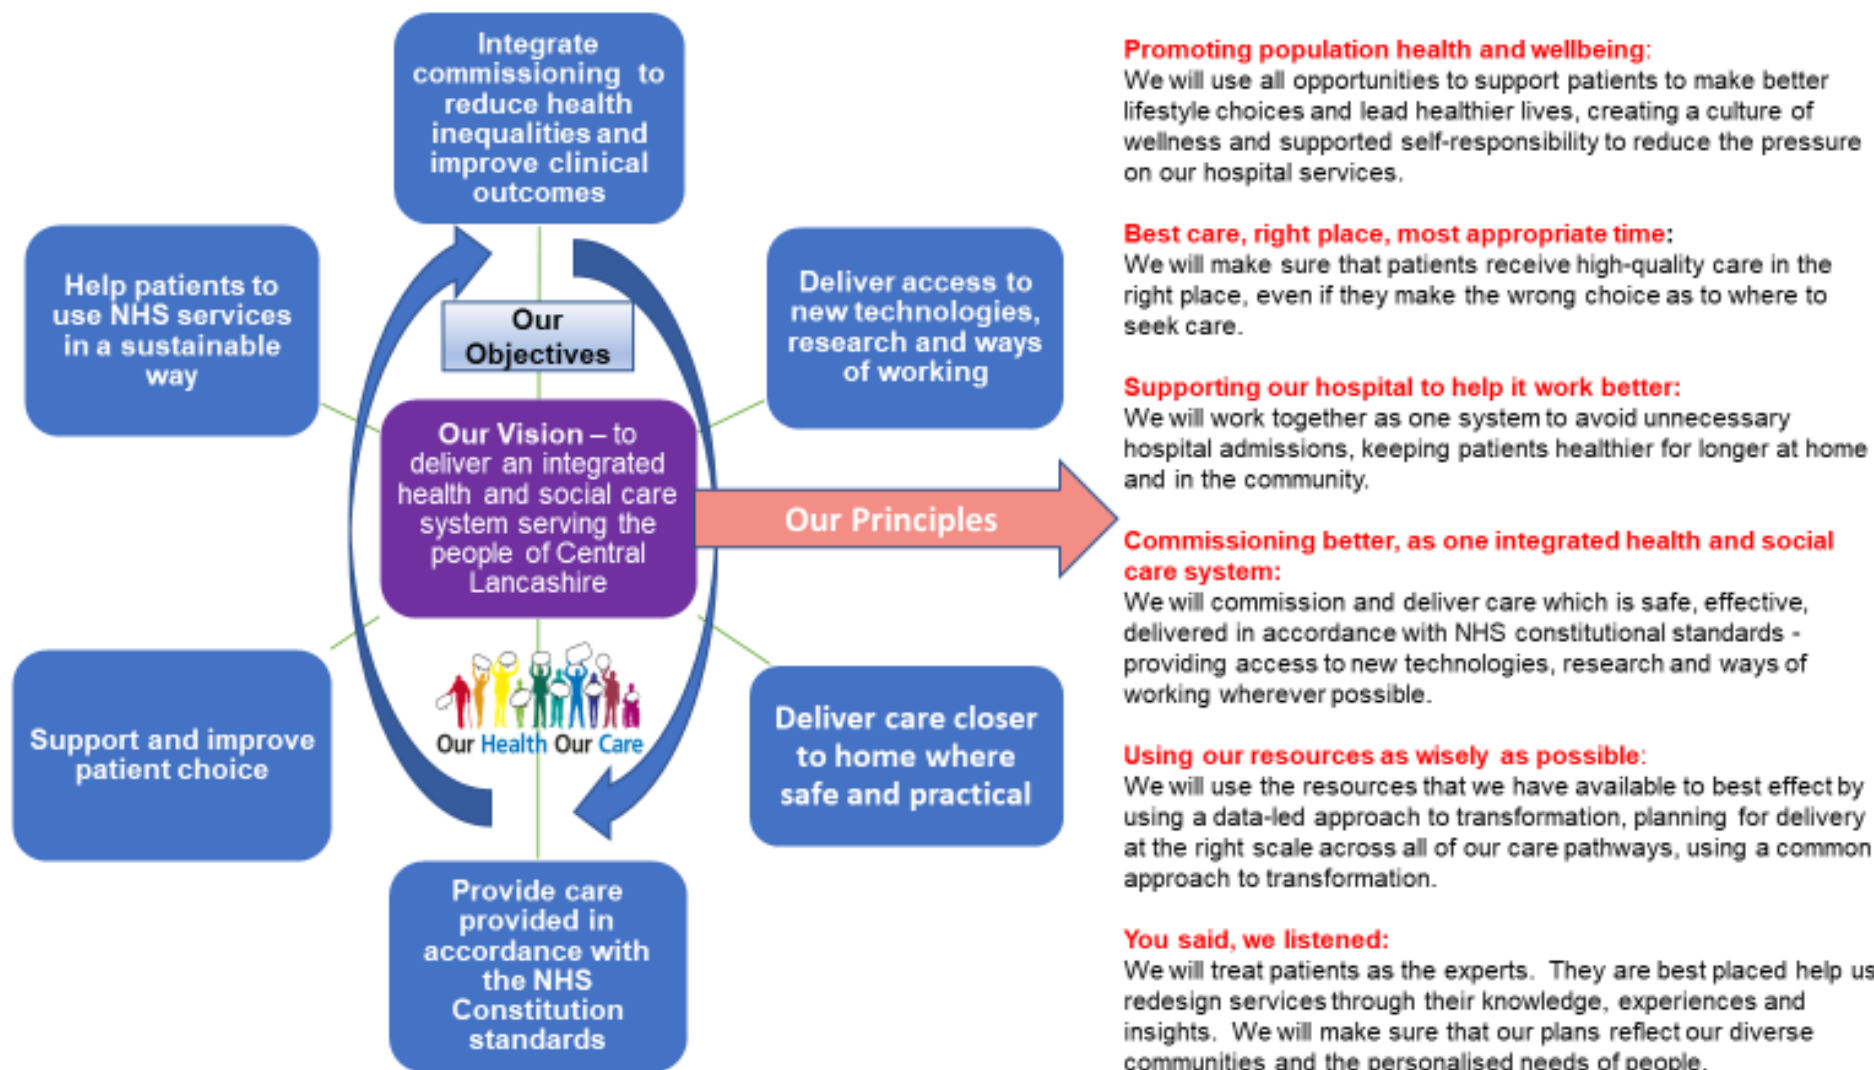 Integrate
commissioning to
reduce health
inequalities and
improve clinical
outcomes
Help patients to
use NHS services
in a sustainable
way
Our
Objectives
Deliver access to
new technologies,
research and ways
of working
Our Vision – to
deliver an integrated
health and social care
system serving the
people of Central
Lancashire
Our Principles
Support and improve
patient choice
Our Health Our Care
Deliver care closer
to home where
safe and practical
Provide care
provided in
accordance with
the NHS
Constitution
standards
Promoting population health and wellbeing:
We will use all opportunities to support patients to make better
lifestyle choices and lead healthier lives, creating a culture of
wellness and supported self-responsibility to reduce the pressure
on our hospital services.
Best care, right place, most appropriate time:
We will make sure that patients receive high-quality care in the
right place, even if they make the wrong choice as to where to
seek care.
Supporting our hospital to help it work better:
We will work together as one system to avoid unnecessary
hospital admissions, keeping patients healthier for longer at home
and in the community.
Commissioning better, as one integrated health and social
care system:
We will commission and deliver care which is safe, effective,
delivered in accordance with NHS constitutional standards -
providing access to new technologies, research and ways of
working wherever possible.
Using our resources as wisely as possible:
We will use the resources that we have available to best effect by
using a data-led approach to transformation, planning for delivery
at the right scale across all of our care pathways, using a common
approach to transformation.
You said, we listened:
We will treat patients as the experts. They are best placed help us
redesign services through their knowledge, experiences and
insights. We will make sure that our plans reflect our diverse
communities and the personalised needs of people.